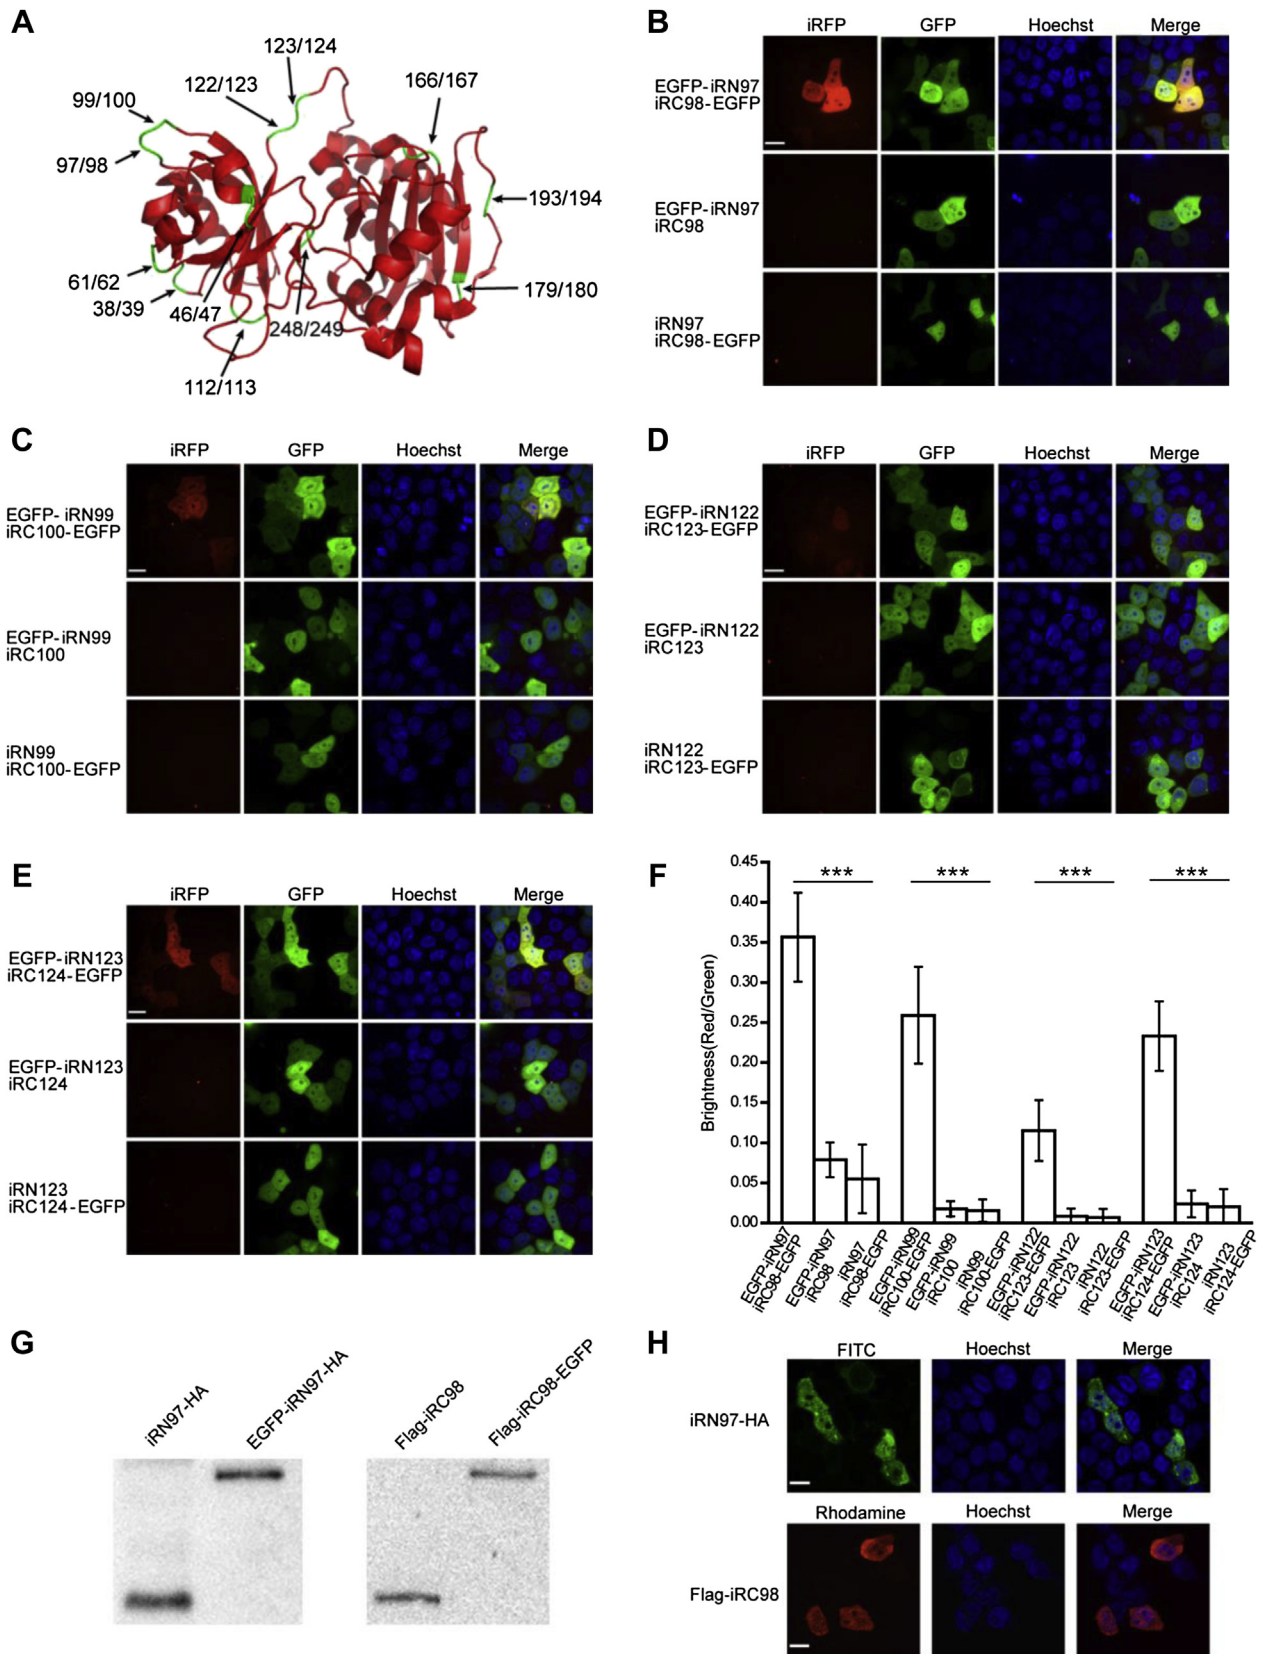 A
123/124
122/123
166/167
99/100
97/98
193/194
61/62
38/39
46/47
248/249
179/180
112/113
B
iRFP GFP Hoechst Merge
EGFP-iRN97
iRC98-EGFP
EGFP-iRN97
iRC98
iRN97
iRC98-EGFP
C
iRFP GFP Hoechst Merge
EGFP- iRN99
iRC100-EGFP
EGFP-iRN99
iRC100
iRN99
iRC100-EGFP
D
iRFP GFP Hoechst Merge
EGFP-iRN122
iRC123-EGFP
EGFP-iRN122
iRC123
iRN122
iRC123-EGFP
E
iRFP GFP Hoechst Merge
EGFP-iRN123
iRC124-EGFP
EGFP-iRN123
iRC124
iRN123
iRC124-EGFP
F
Brightness(Red/Green)
0.45
0.40
0.35
0.30
0.25
0.20
0.15
0.10
0.05
0.00
*** *** *** ***
EGFP-iRN97
iRC98-EGFP
EGFP-iRN97
iRC98
iRN97
iRC98-EGFP
EGFP-iRN99
iRC100-EGFP
EGFP-iRN99
iRC100
iRN99
iRC100-EGFP
EGFP-iRN122
iRC123-EGFP
EGFP-iRN122
iRC123
iRN122
iRC123-EGFP
EGFP-iRN123
iRC124-EGFP
EGFP-iRN123
iRC124
iRN123
iRC124-EGFP
G
iRN97-HA
EGFP-iRN97-HA
Flag-iRC98
Flag-iRC98-EGFP
H
FITC Hoechst Merge
iRN97-HA
Rhodamine Hoechst Merge
Flag-iRC98